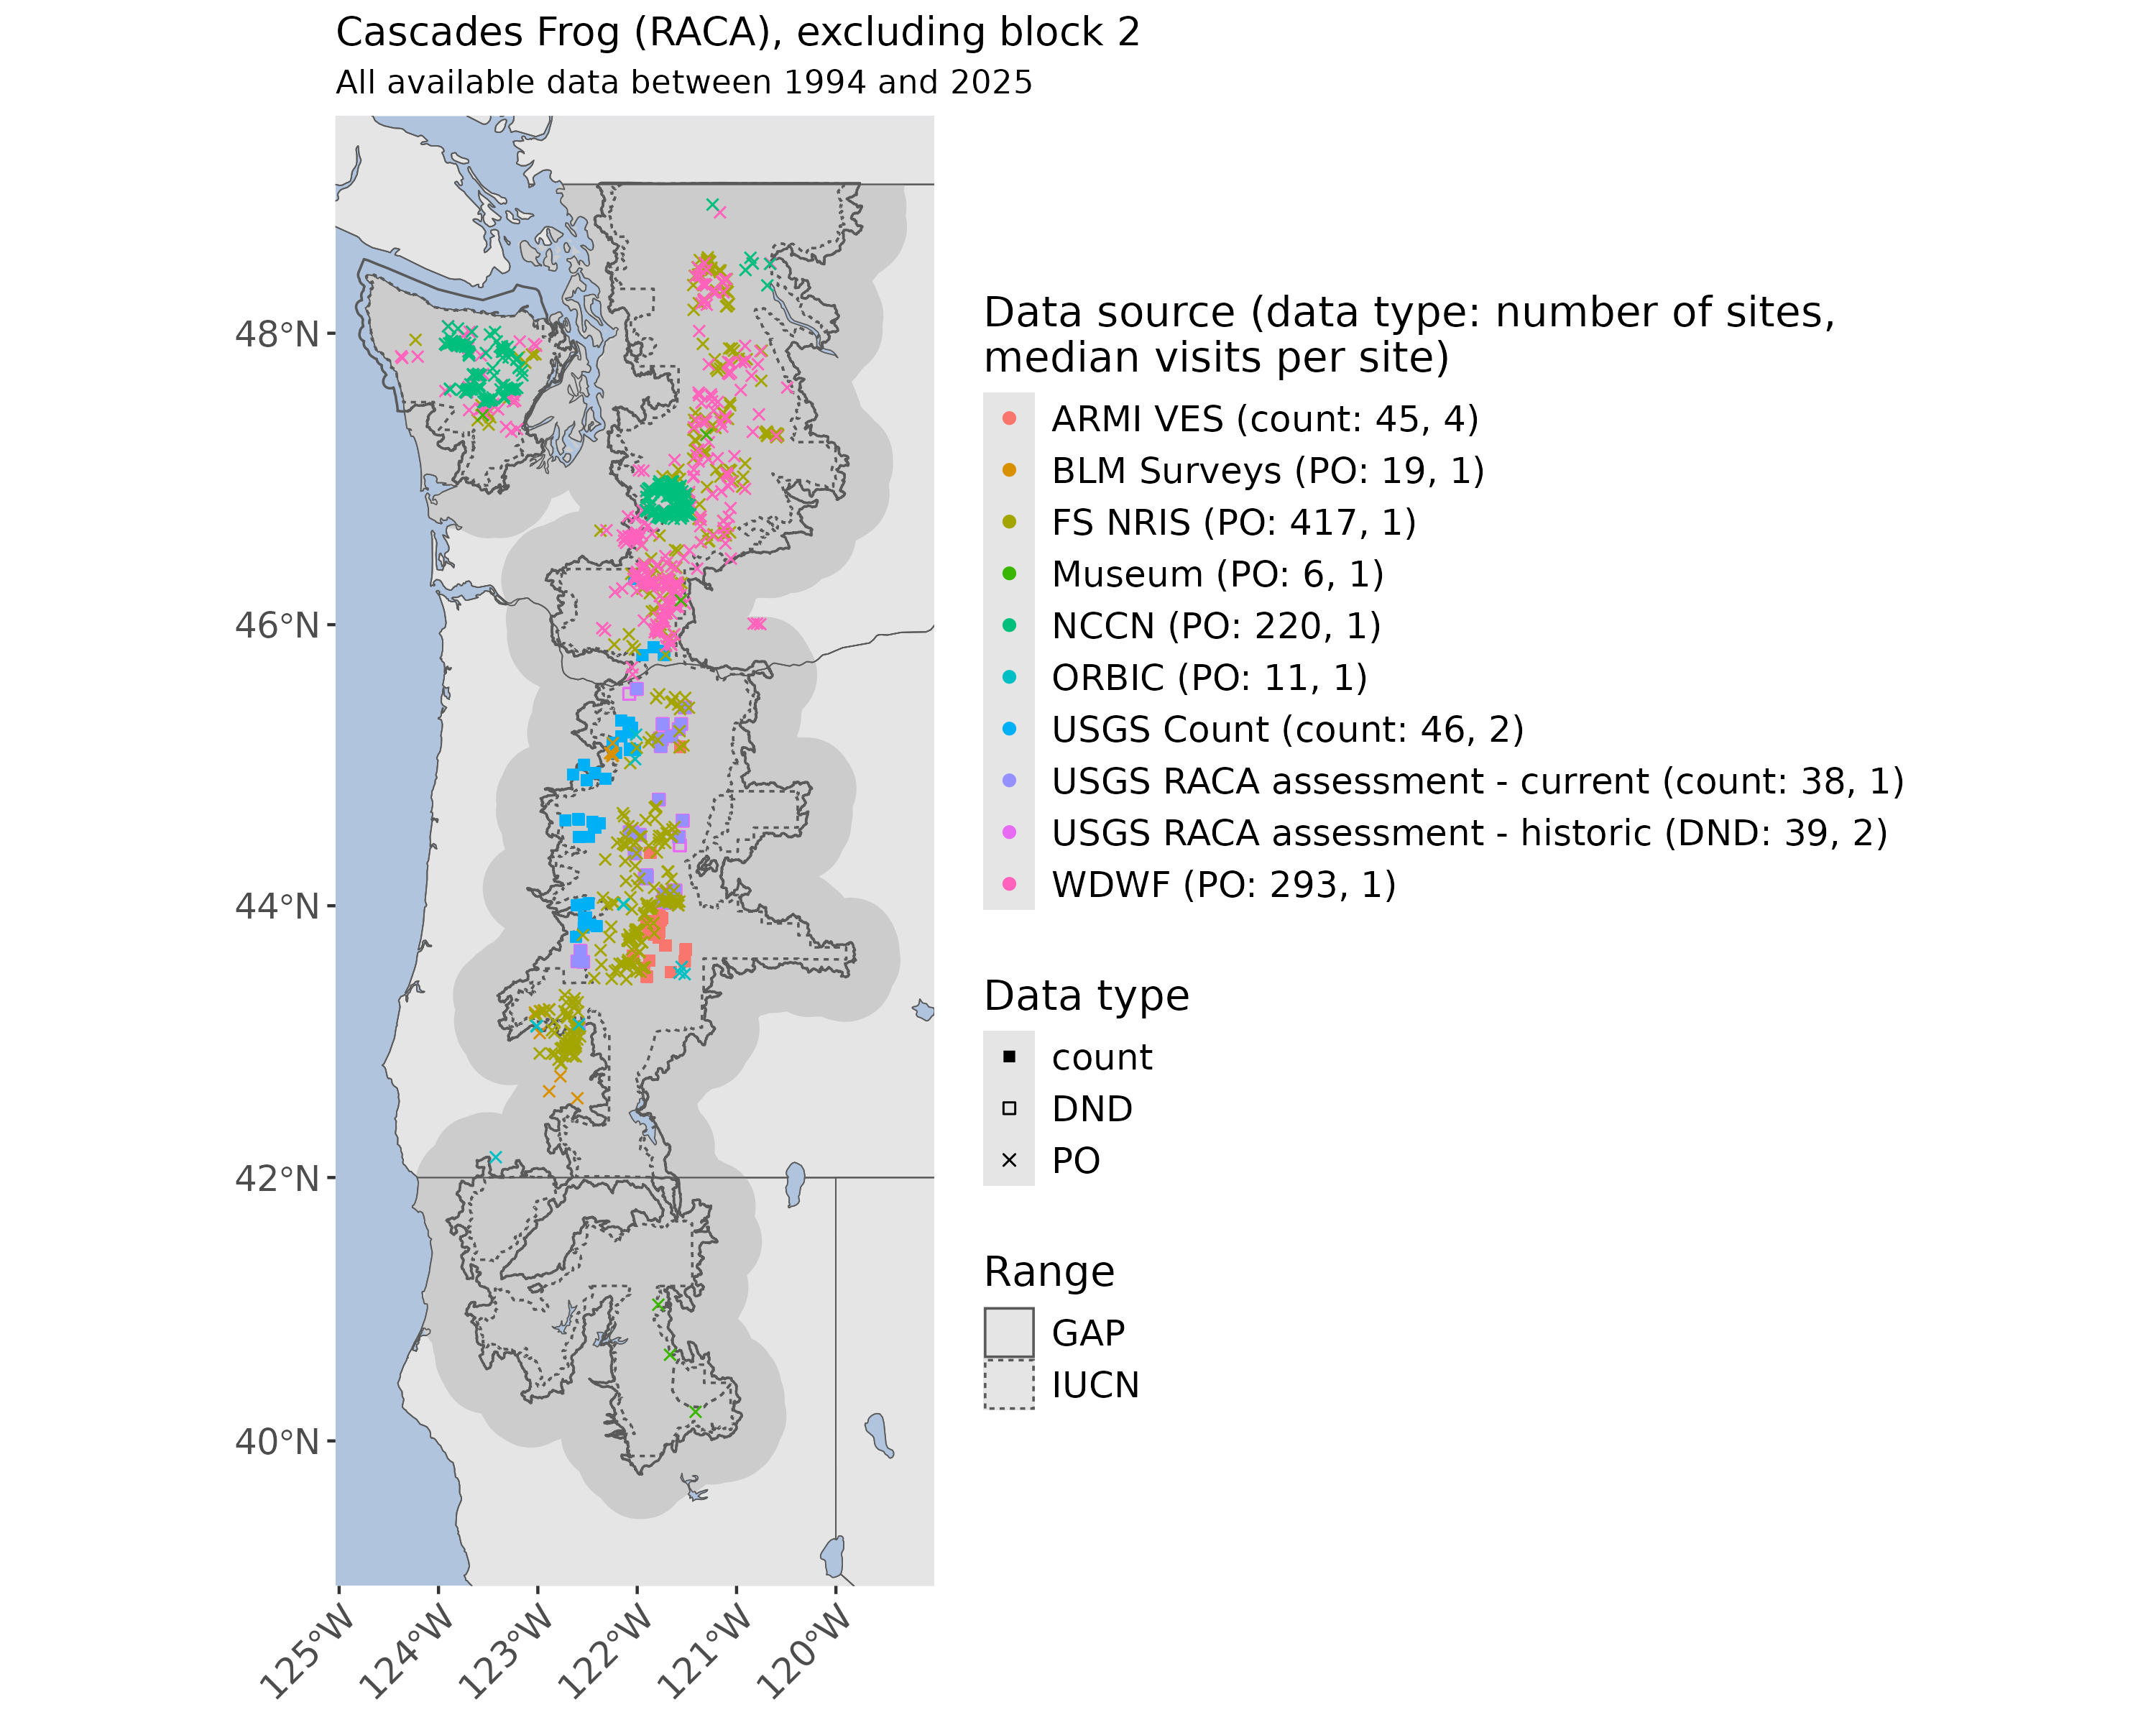 Cascades Frog (RACA), excluding block 2
All available data between 1994 and 2025
48°N
46°N
44°N
42°N
40°N
125°W
124°W
123°W
122°W
121°W
120°W
Data source (data type: number of sites,
median visits per site)
ARMI VES (count: 45, 4)
BLM Surveys (PO: 19, 1)
FS NRIS (PO: 417, 1)
Museum (PO: 6, 1)
NCCN (PO: 220, 1)
ORBIC (PO: 11, 1)
USGS Count (count: 46, 2)
USGS RACA assessment - current (count: 38, 1)
USGS RACA assessment - historic (DND: 39, 2)
WDWF (PO: 293, 1)
Data type
count
DND
PO
Range
GAP
IUCN